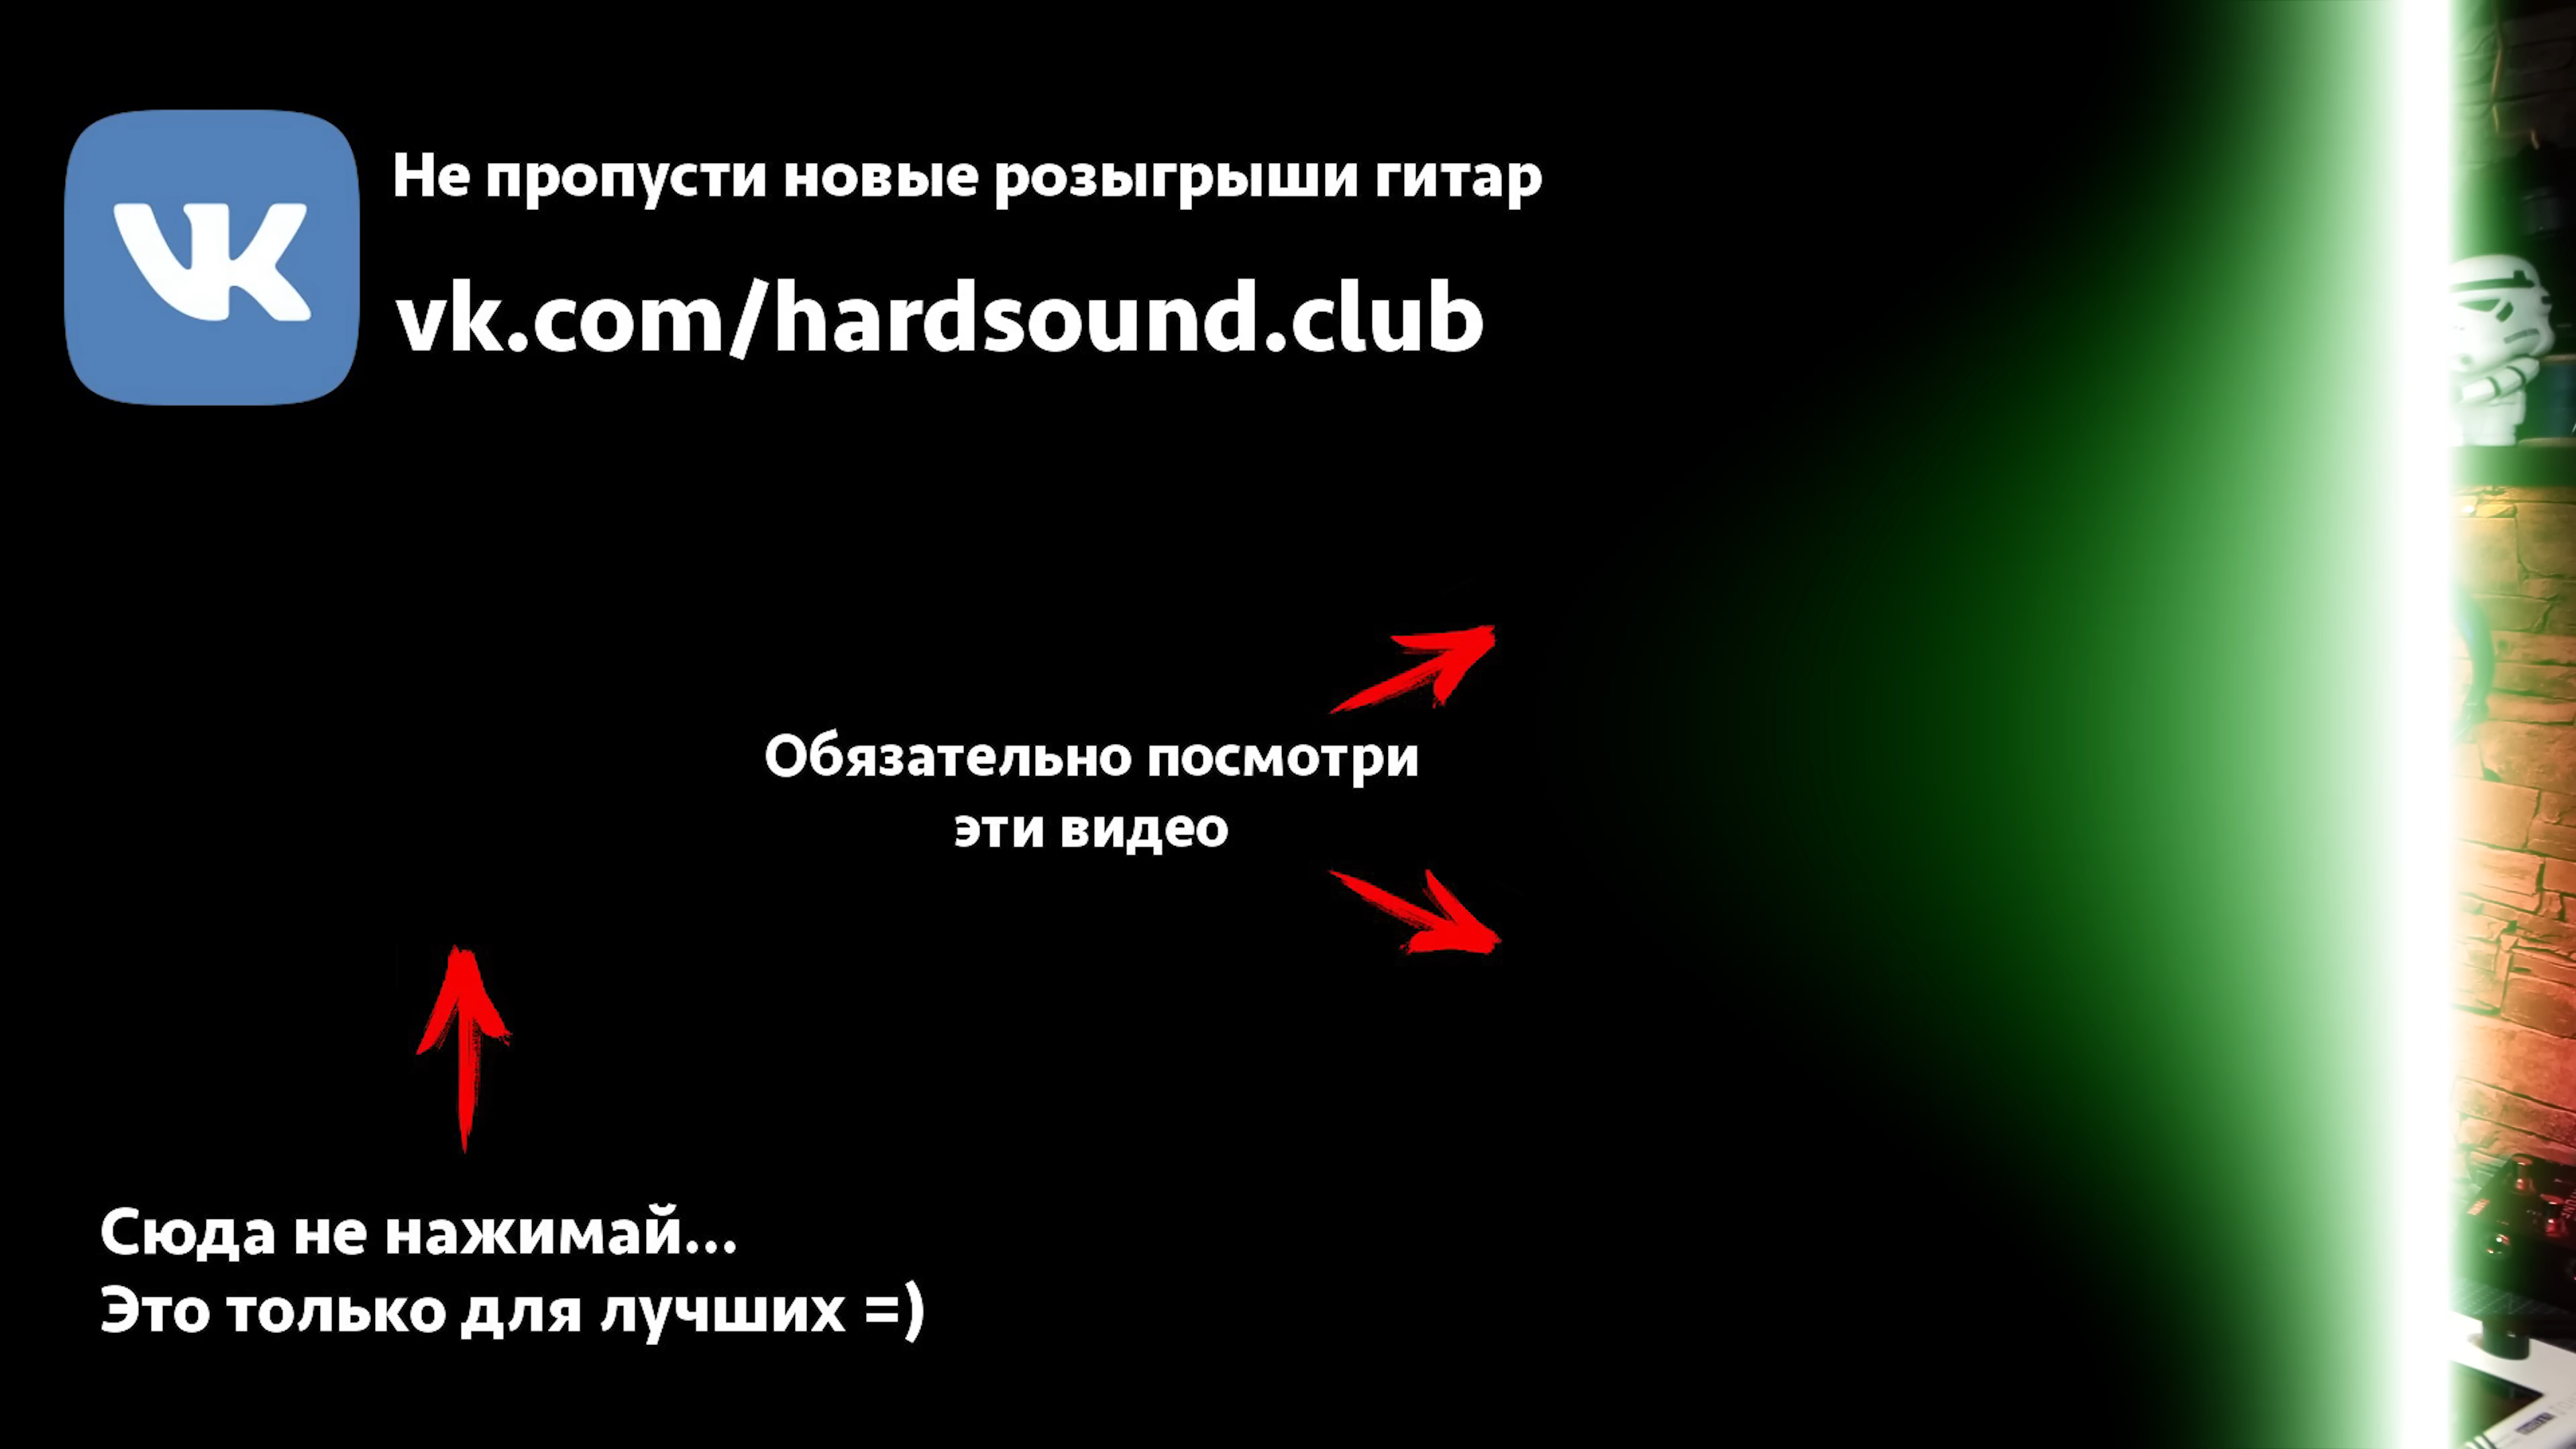 Не пропусти новые розыгрыши гитар
vk.com/hardsound.club
Обязательно посмотри
эти видео
Сюда не нажимай...
Это только для лучших =)